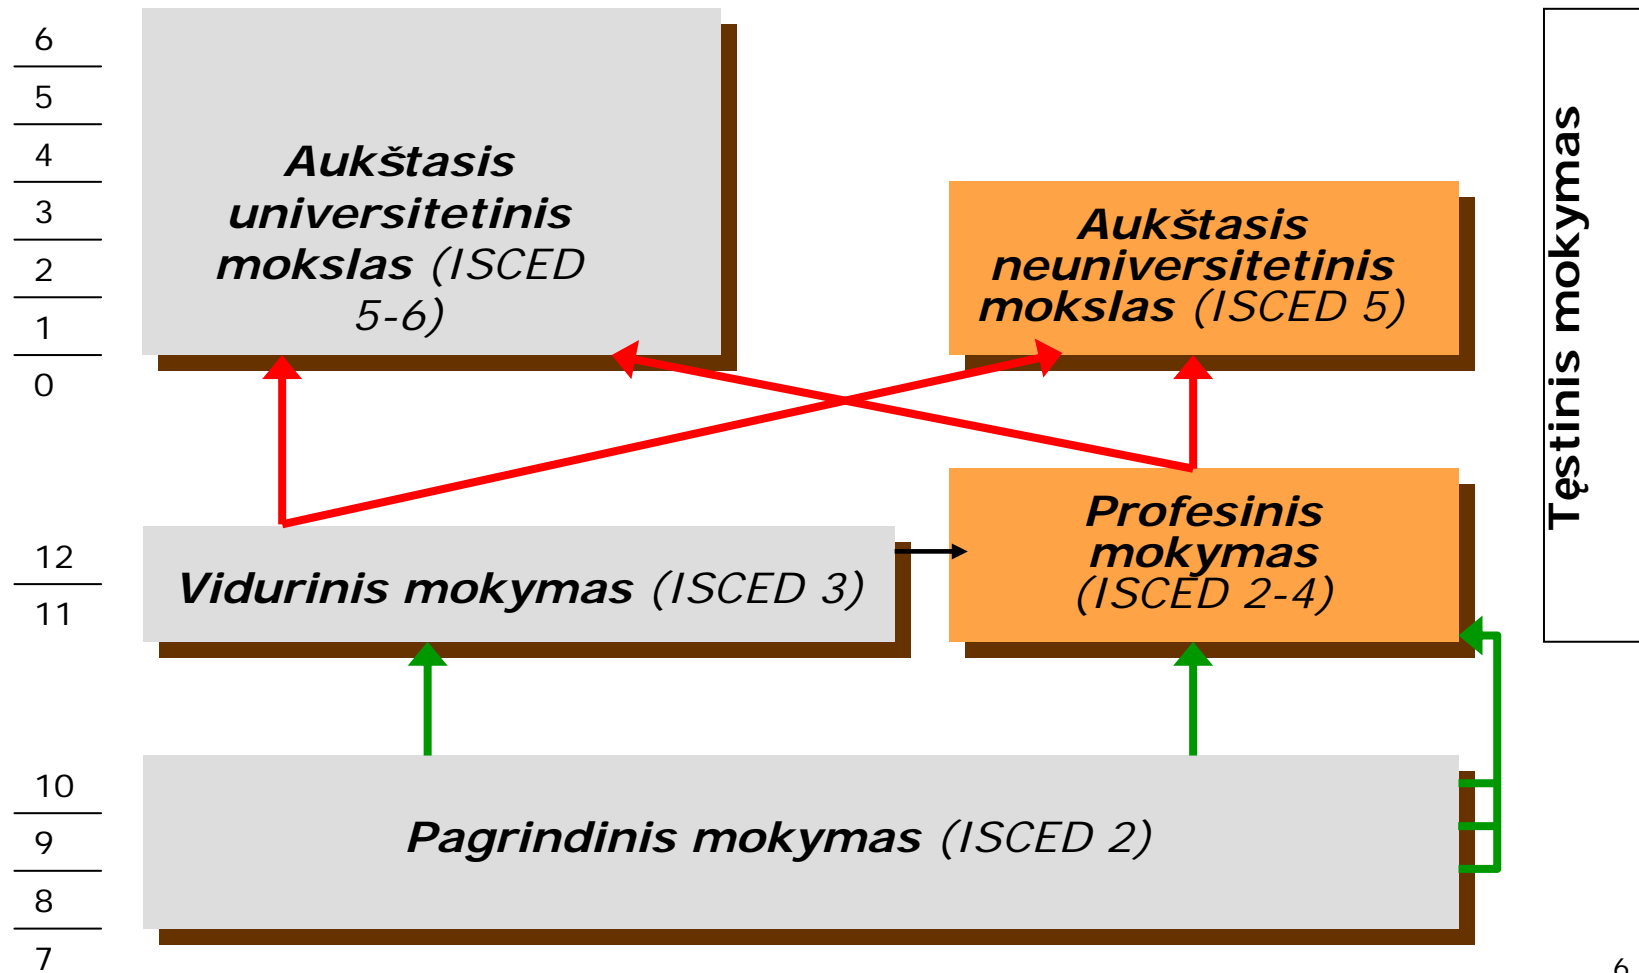 6
5
4
3
2
1
0
12
11
10
9
8
7
Aukštasis
universitetinis
mokslas (ISCED
5-6)
Aukštasis
neuniversitetinis
mokslas (ISCED 5)
Vidurinis mokymas (ISCED 3)
Profesinis
mokymas
(ISCED 2-4)
Pagrindinis mokymas (ISCED 2)
Tęstinis mokymas
6